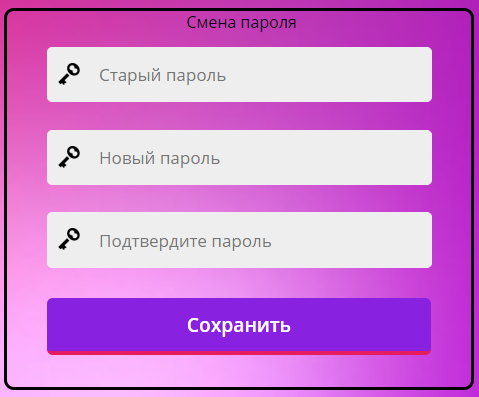 Смена пароля
Старый пароль
Новый пароль
Подтвердите пароль
Сохранить